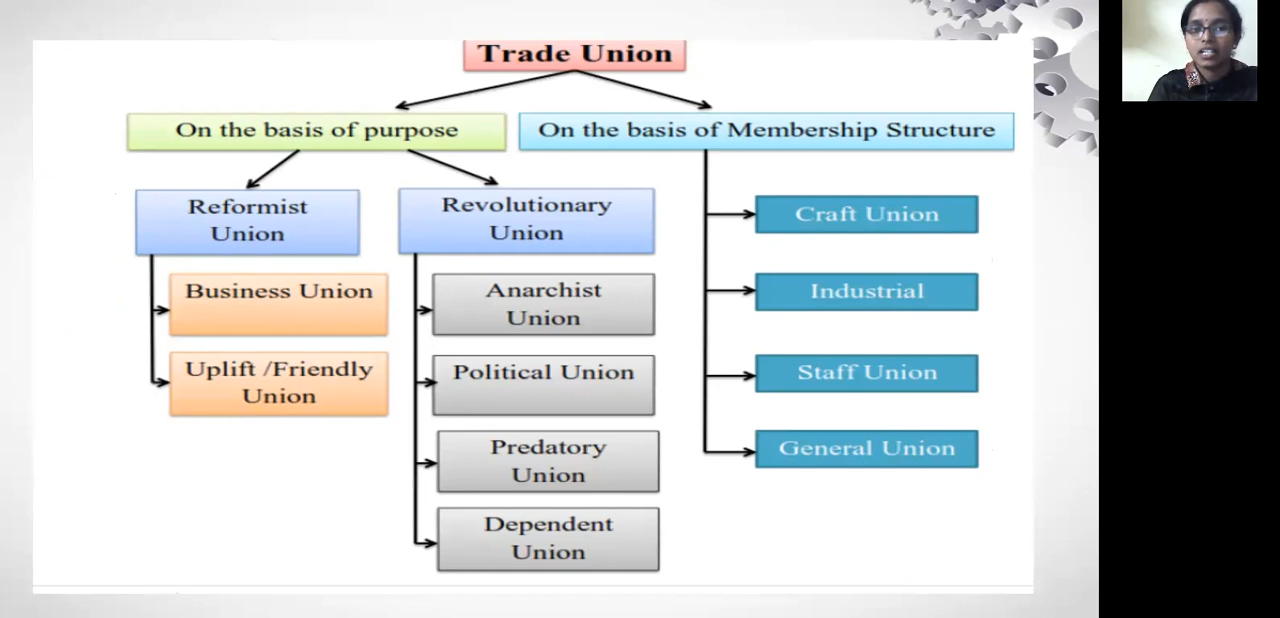 Trade Union
On the basis of purpose
On the basis of Membership Structure
Reformist
Union
Revolutionary
Union
Business Union
Uplift /Friendly
Union
Anarchist
Union
Political Union
Predatory
Union
Dependent
Union
Craft Union
Industrial
Staff Union
General Union